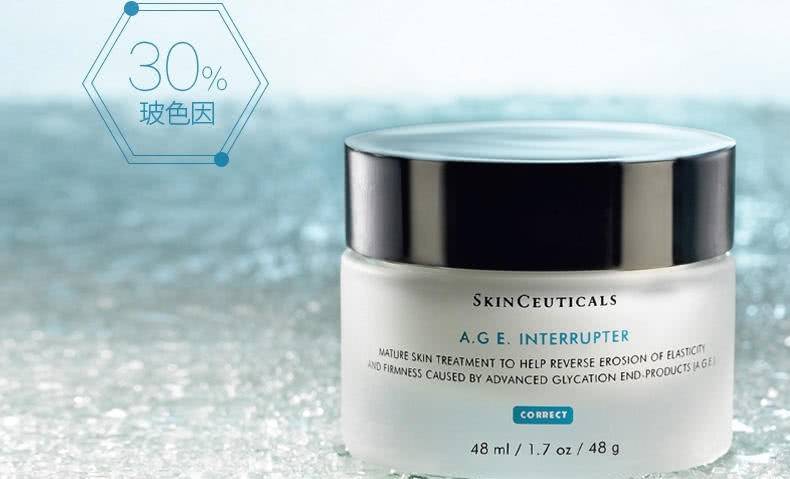 30%
玻色因
SKINCEUTICALS
A.G E. INTERRUPTER
MATURE SKIN TREATMENT TO HELP REVERSE EROSION OF ELASTICITY
AND FIRMNESS CAUSED BY ADVANCED GLYCATION END-PRODUCTS (A.G.E.)
CORRECT
48 ml / 1.7 oz / 48 g